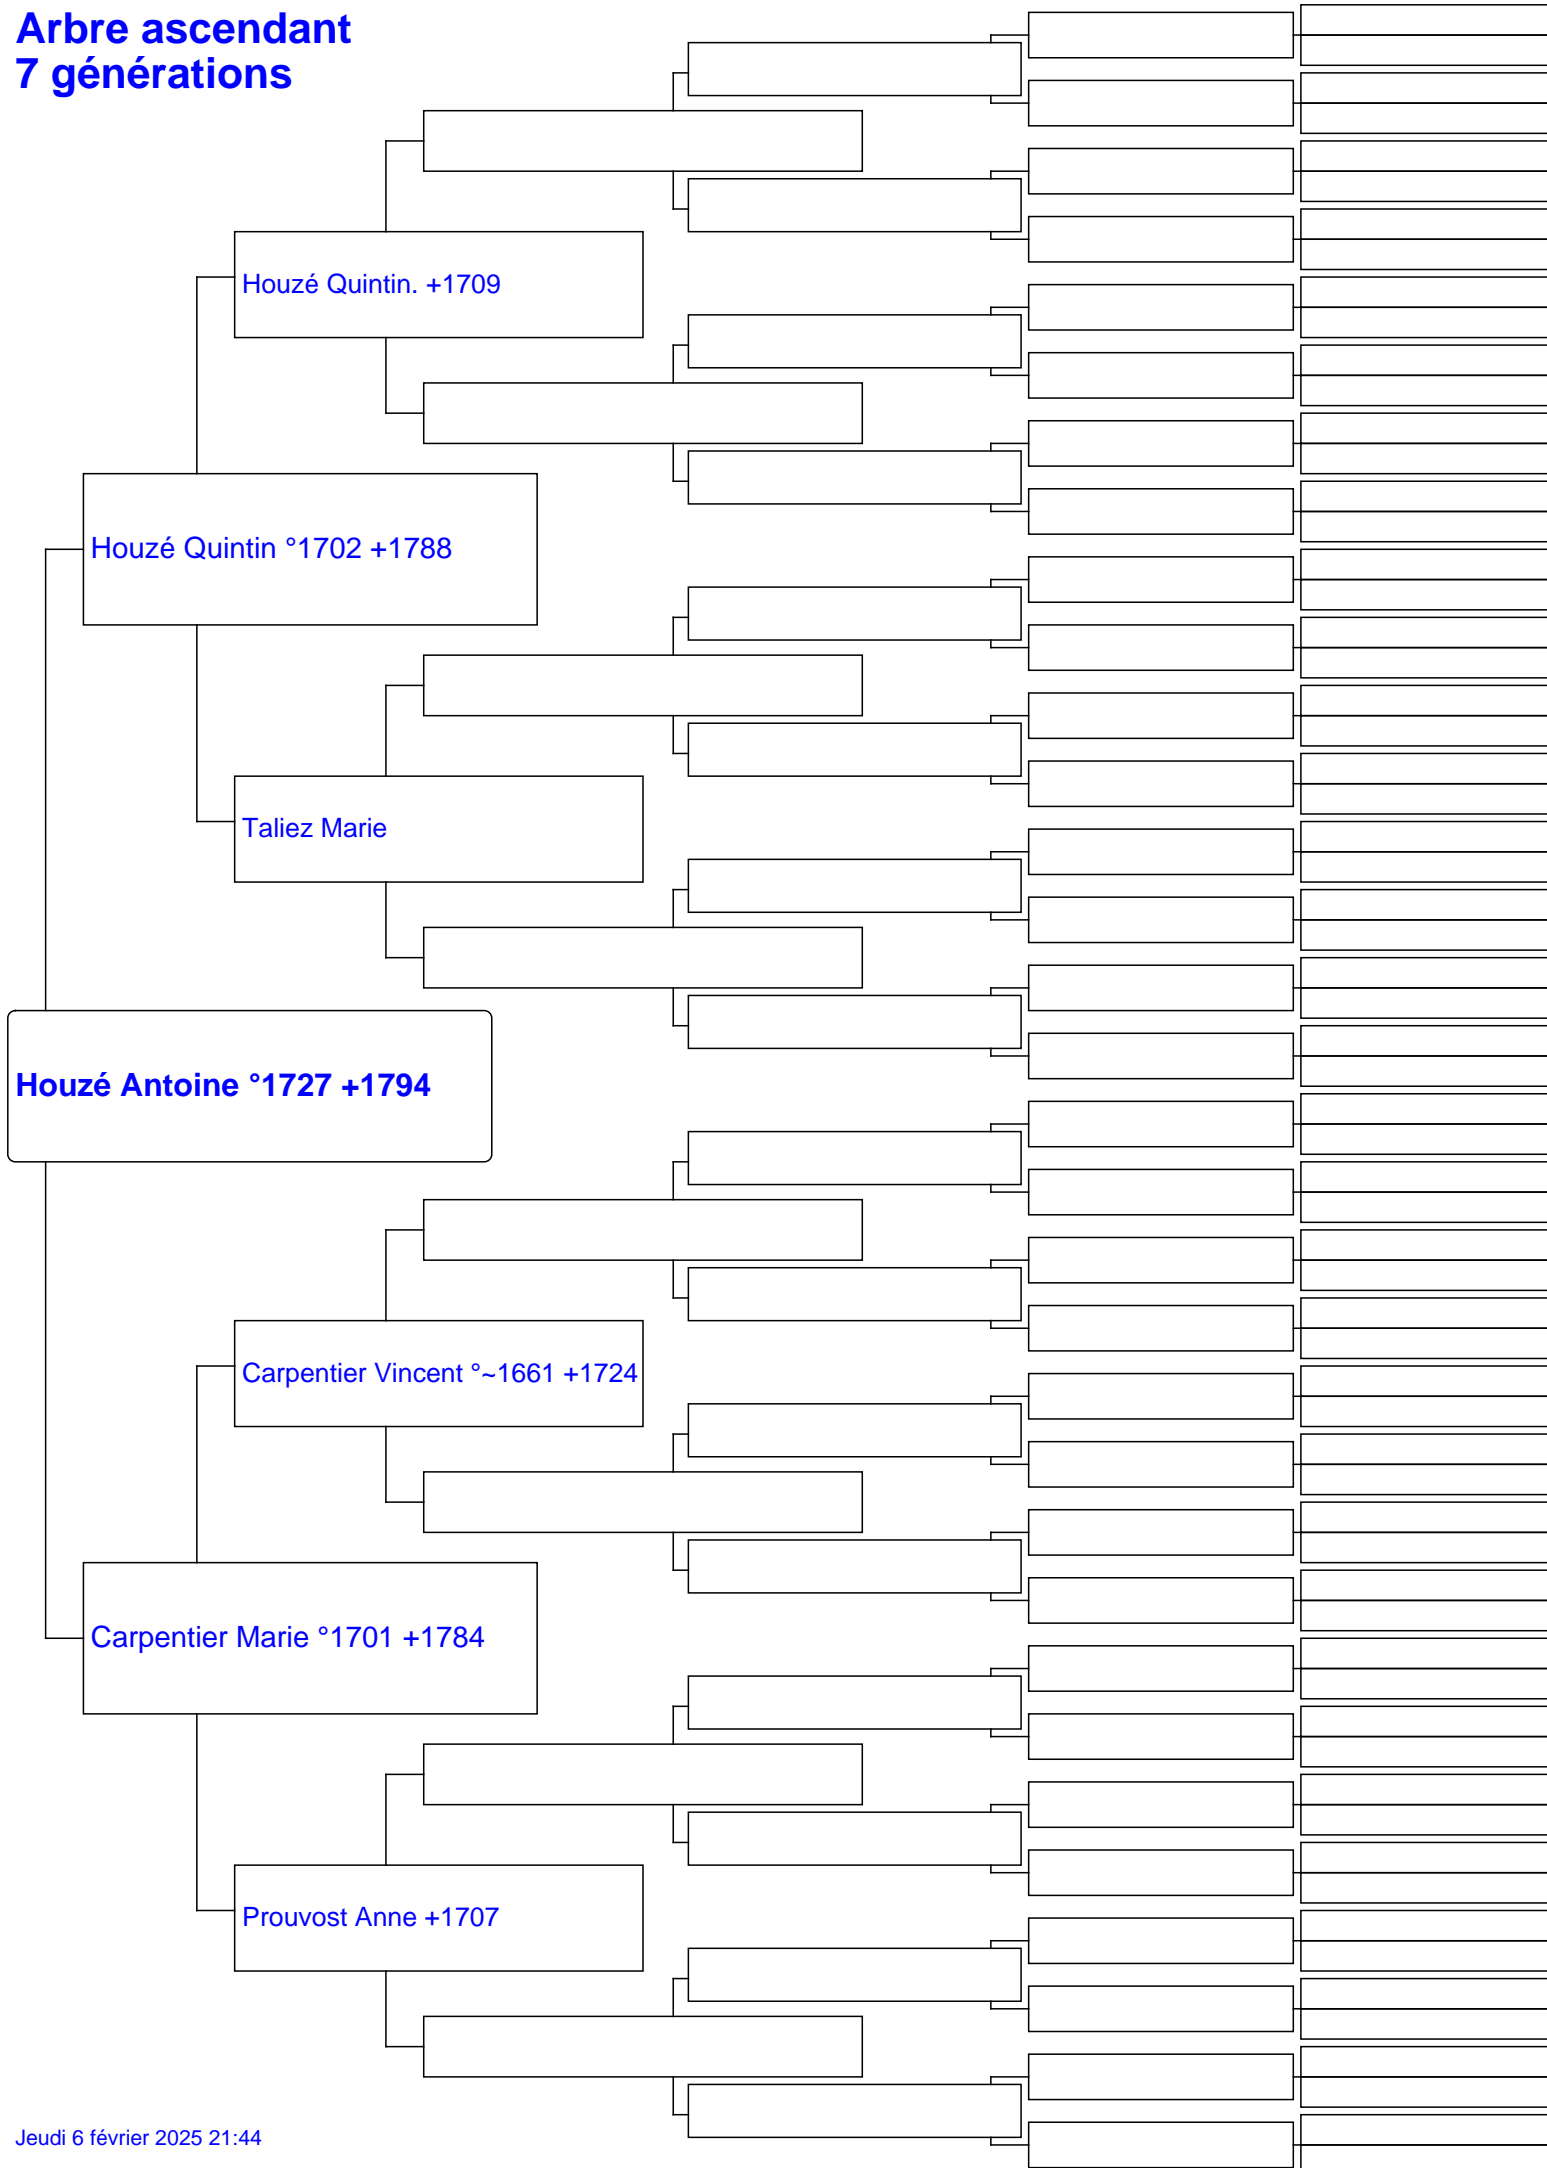 Arbre ascendant
7 générations
Houzé Quintin. +1709
Houzé Quintin °1702 +1788
Taliez Marie
Houzé Antoine °1727 +1794
Carpentier Vincent °~1661 +1724
Carpentier Marie °1701 +1784
Prouvost Anne +1707
Jeudi 6 février 2025 21:44